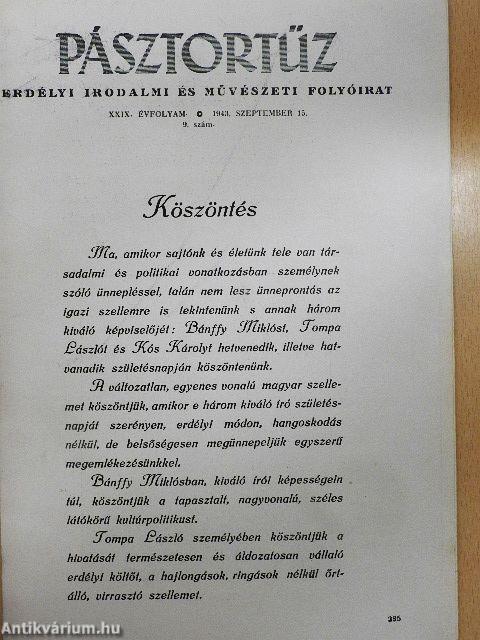 PÁSZTORTŰZ
ERDÉLYI IRODALMI ÉS MŰVÉSZETI FOLYÓIRAT
XXIX. ÉVFOLYAM. 1943. SZEPTEMBER 15.
9. szám.
Köszöntés
Ma, amikor sajtónk és életünk tele van tár-
sadalmi és politikai vonatkozásban személynek
szóló ünnepléssel, talán nem lesz ünneprontás az
igazi szellemre is tekintenünk s annak három
kiváló képviselőjét: Bánffy Miklóst, Tompa
Lászlót és Kós Károlyt hetvenedik, illetve hat-
vanadik születésnapján köszöntenünk.
A változatlan, egyenes vonalú magyar szelle-
met köszöntjük, amikor e három kiváló író születés-
napját szerényen, erdélyi módon, hangoskodás
nélkül, de belsőségesen megünnepeljük egyszerű
megemlékezésünkkel.
Bánffy Miklósban, kiváló írói képességein
túl, köszöntjük a tapasztalt, nagyvonalú, széles
látókörű kultúrpolitikust.
Tompa László személyében köszöntjük a
hivatását természetesen és áldozatosan vállaló
erdélyi költőt, a hajlongások, ringások nélkül őrt-
álló, virrasztó szellemet.
385
Antikvárium.hu